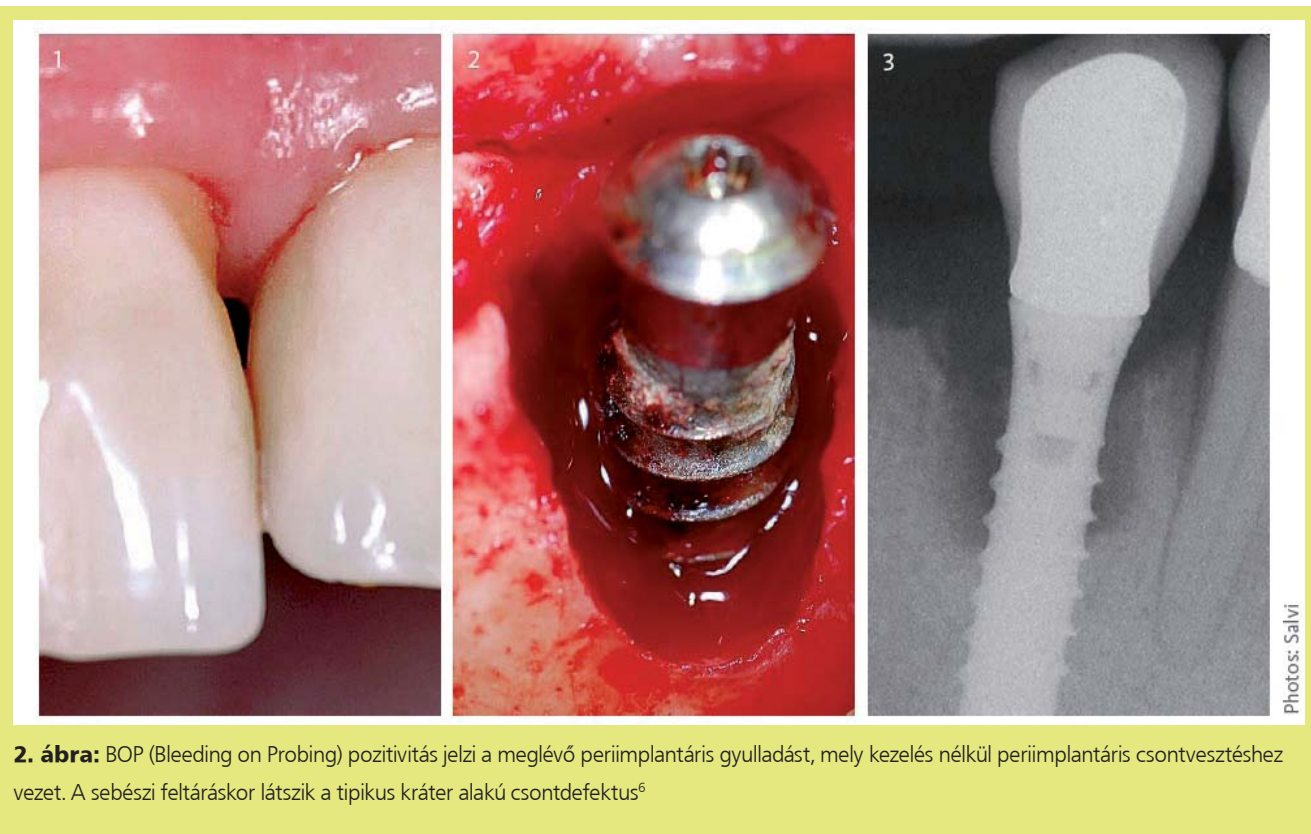 1
2
3
Photos: Salvi
2. ábra: BOP (Bleeding on Probing) pozitivitás jelzi a meglévő periimplantáris gyulladást, mely kezelés nélkül periimplantáris csontvesztéshez
vezet. A sebészi feltáráskor látszik a tipikus kráter alakú csontdefektus⁶